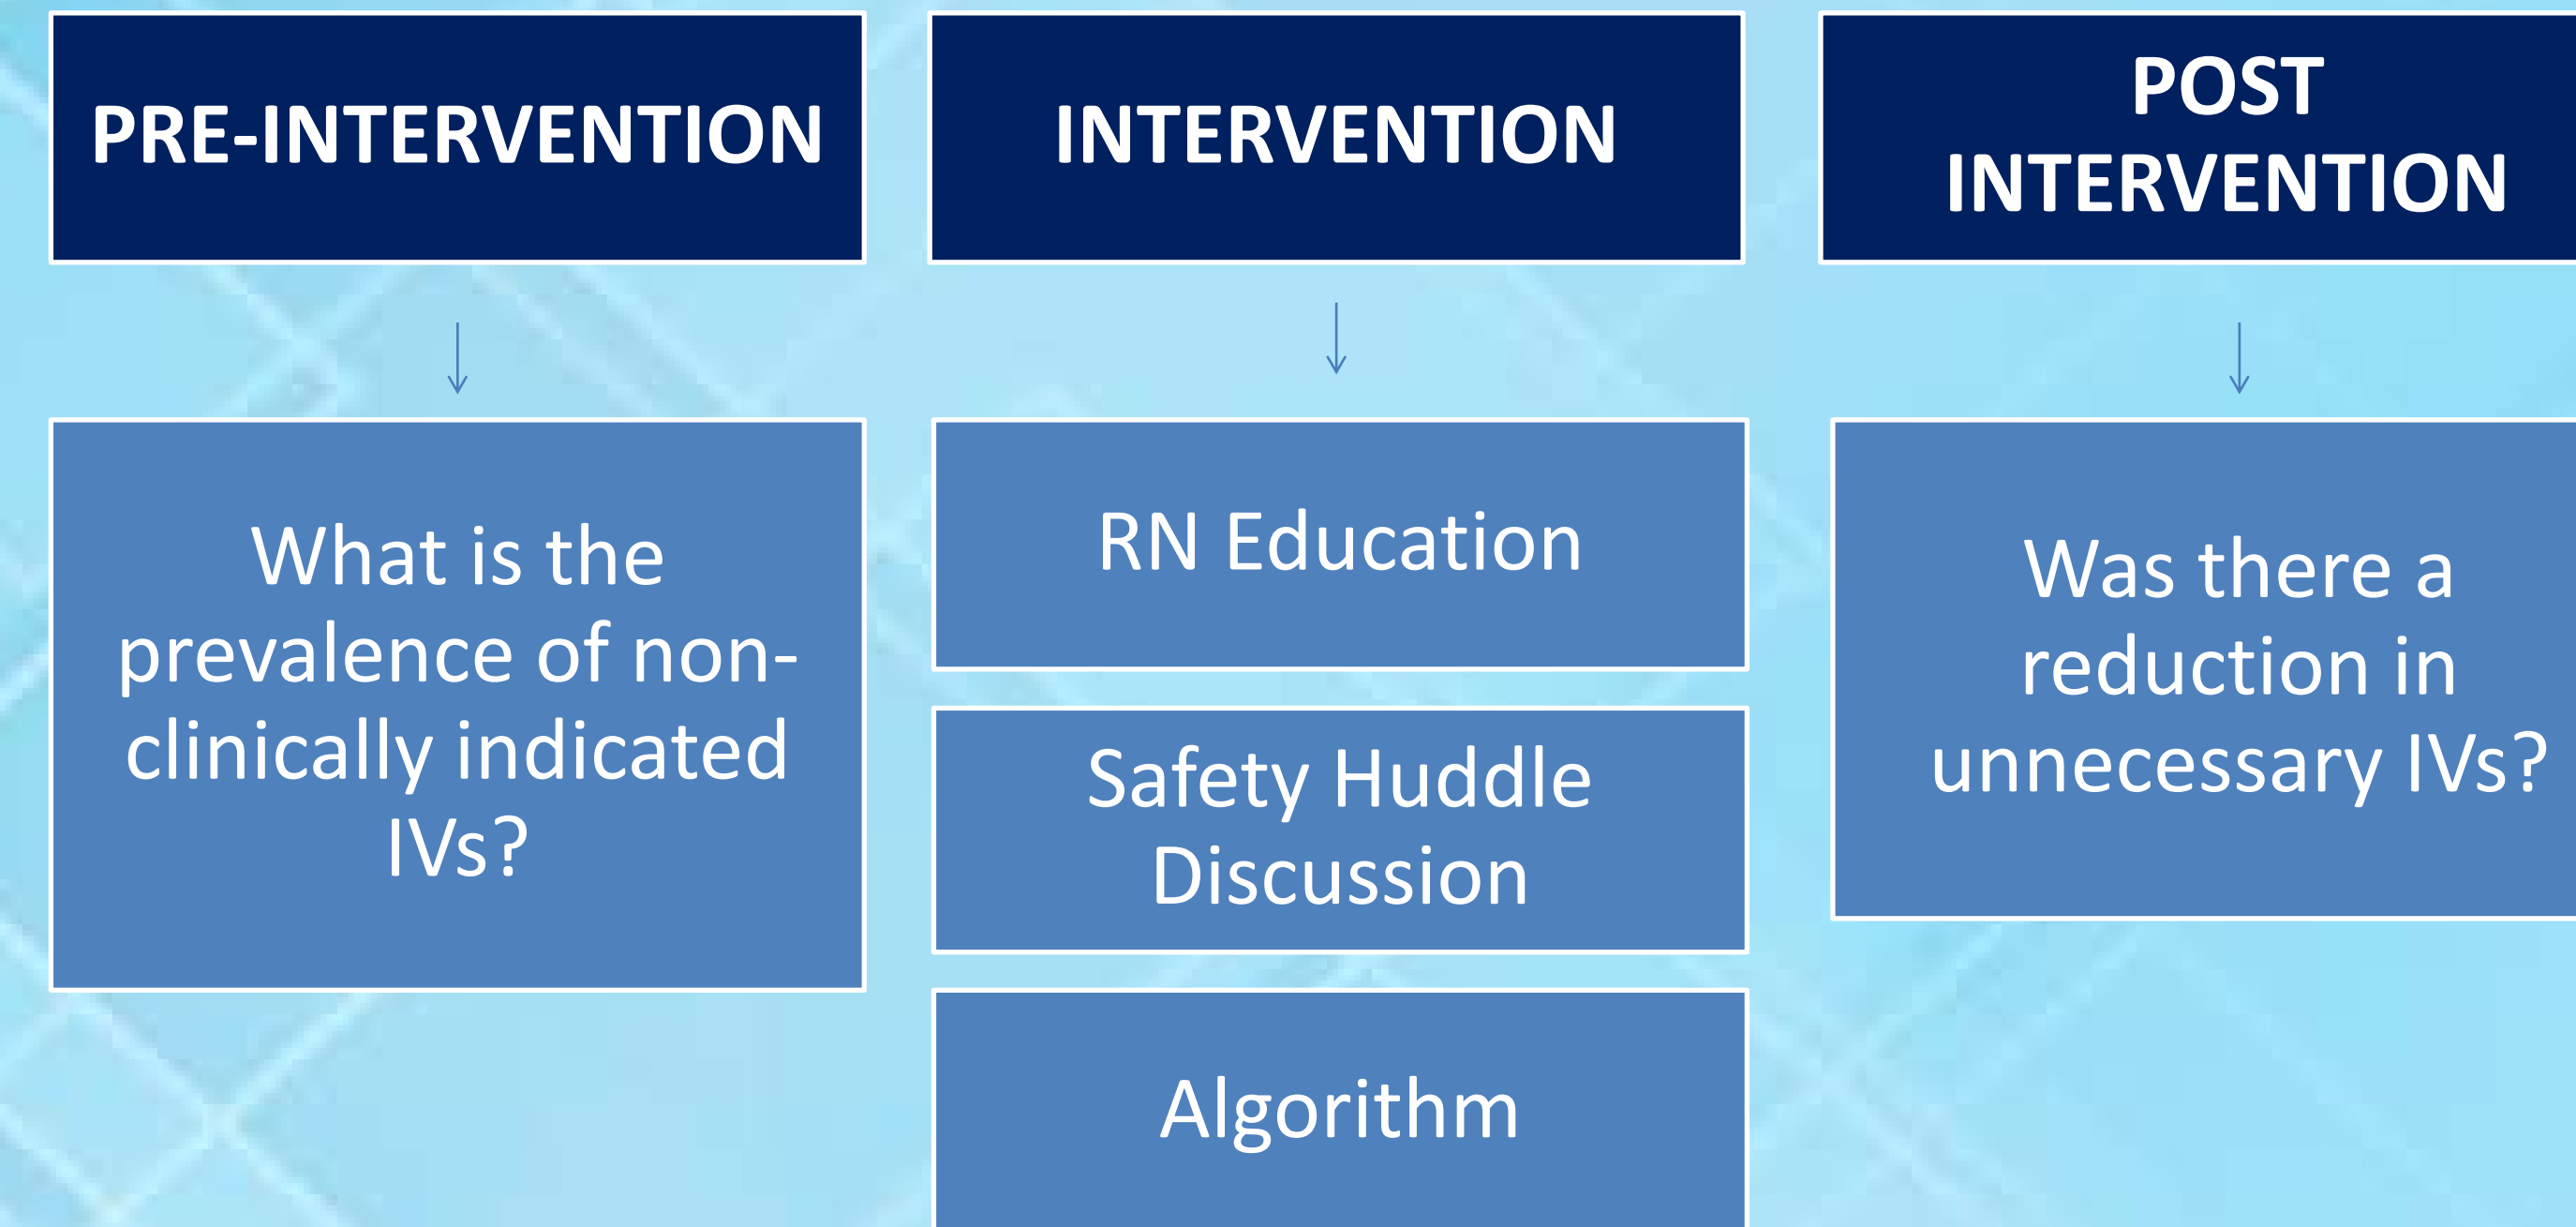 PRE-INTERVENTION
What is the
prevalence of non-
clinically indicated
IVs?
INTERVENTION
RN Education
Safety Huddle
Discussion
Algorithm
POST
INTERVENTION
Was there a
reduction in
unnecessary IVs?